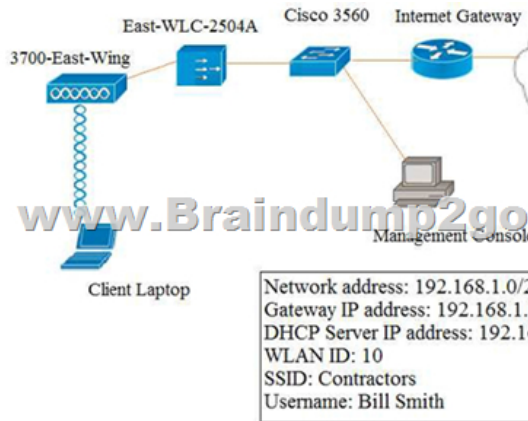 East-WLC-2504A
Cisco 3560
Internet Gateway
3700-East-Wing
www.Braindump2go
Management Console
Client Laptop
Network address: 192.168.1.0/2
Gateway IP address: 192.168.1.
DHCP Server IP address: 192.16
WLAN ID: 10
SSID: Contractors
Username: Bill Smith